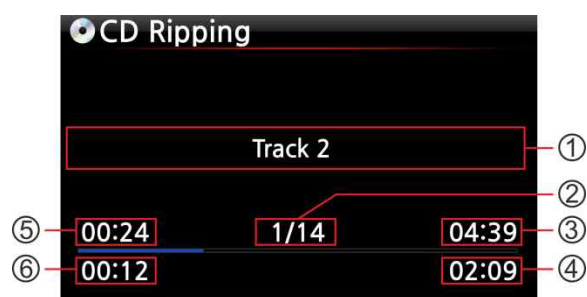 CD Ripping
Track 2 ①
②
⑤ 00:24 1/14 04:39 ③
⑥ 00:12 02:09 ④